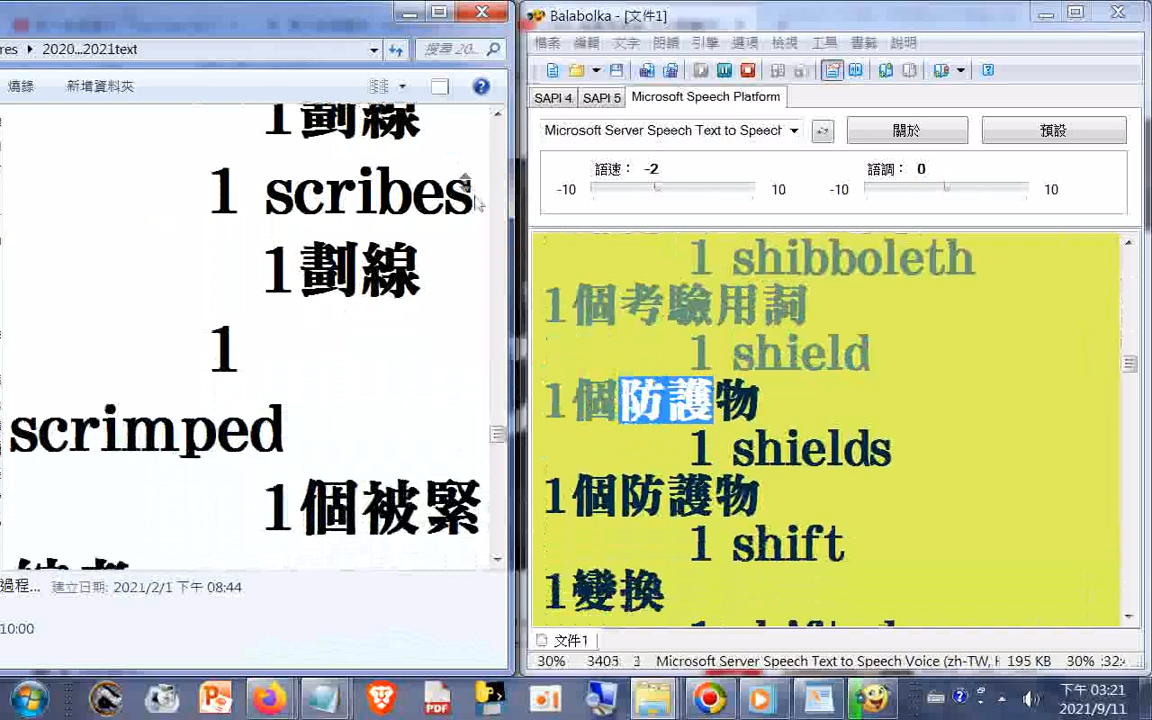 res ▸ 2020...2021text
搜尋 20...
燒錄 新增資料夾
1劃線
1 scribes
1劃線
1
scrimped
1個被緊
過程... 建立日期: 2021/2/1 下午 08:44
10:00
Balabolka - [文件1]
檔案 編輯 文字 朗讀 引擎 選項 檢視 工具 書籤 說明
SAPI 4 SAPI 5 Microsoft Speech Platform
Microsoft Server Speech Text to Speech
關於 預設
語速: -2 語調: 0
-10 10 -10 10
1 shibboleth
1個考驗用詞
1 shield
1個防護物
1 shields
1個防護物
1 shift
1變換
文件1
30% 3405 Microsoft Server Speech Text to Speech Voice (zh-TW, 195 KB 30%
PDF
下午 03:21
2021/9/11